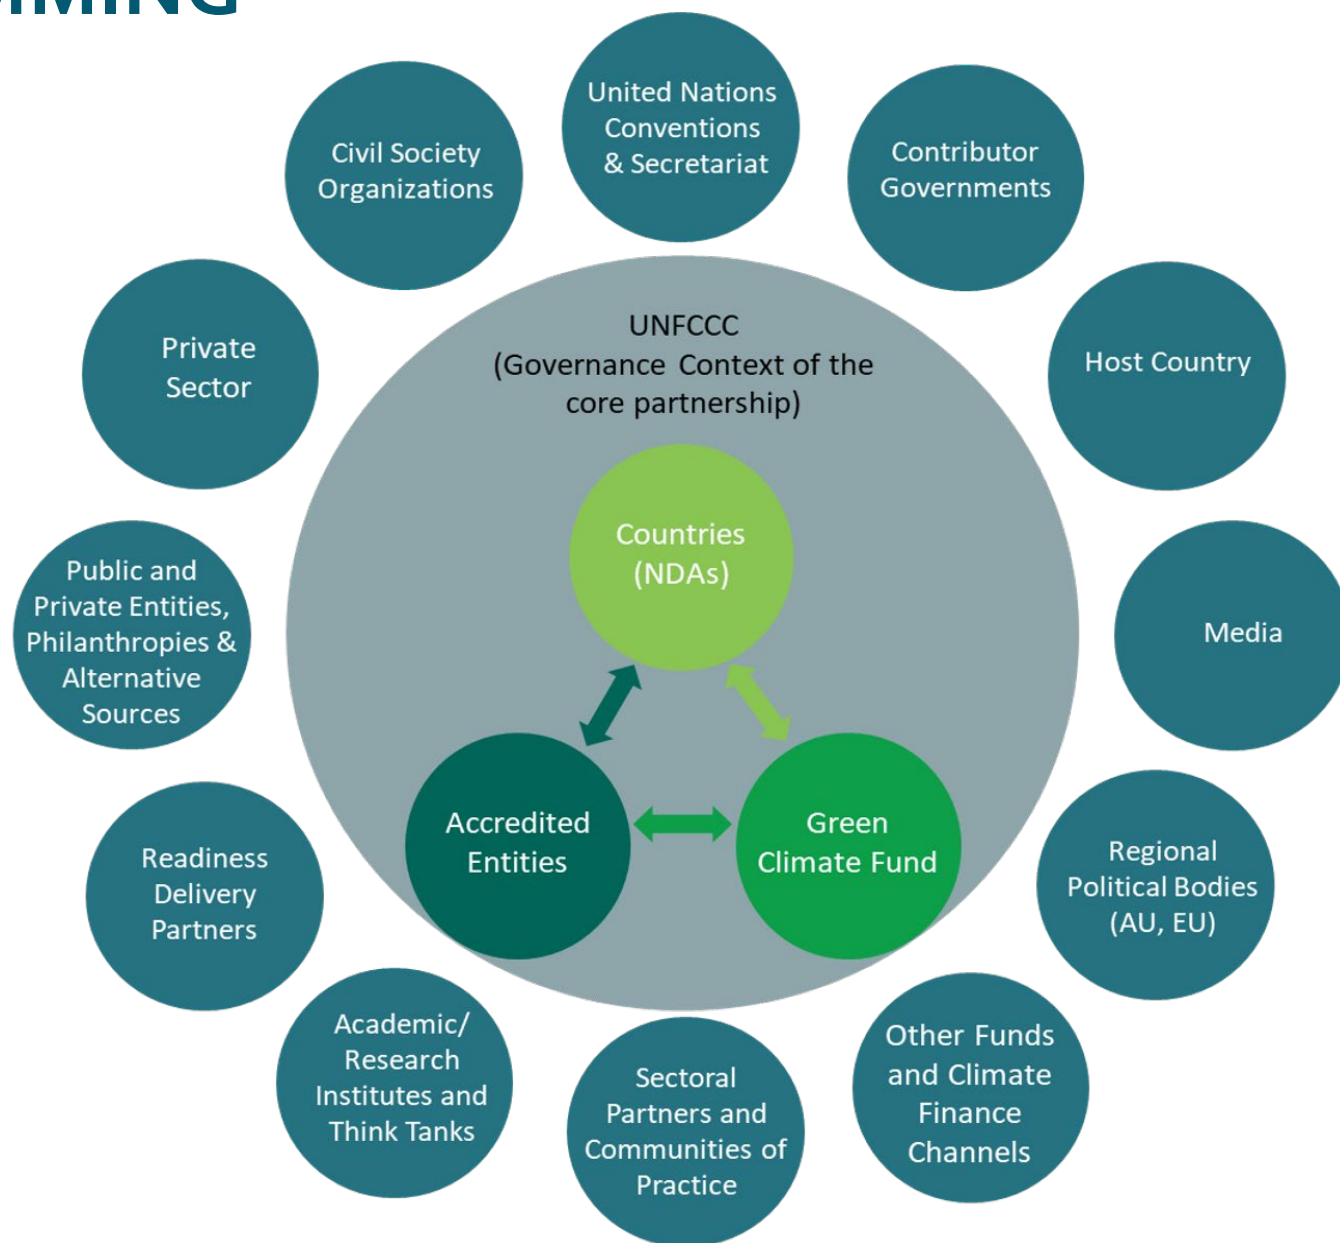 United Nations
Conventions
& Secretariat
Contributor
Governments
Host Country
Media
Regional
Political Bodies
(AU, EU)
Other Funds
and Climate
Finance
Channels
Sectoral
Partners and
Communities of
Practice
Academic/
Research
Institutes and
Think Tanks
Readiness
Delivery
Partners
Public and
Private Entities,
Philanthropies &
Alternative
Sources
Private
Sector
Civil Society
Organizations
UNFCCC
(Governance Context of the
core partnership)
Countries
(NDAs)
Accredited
Entities
Green
Climate Fund